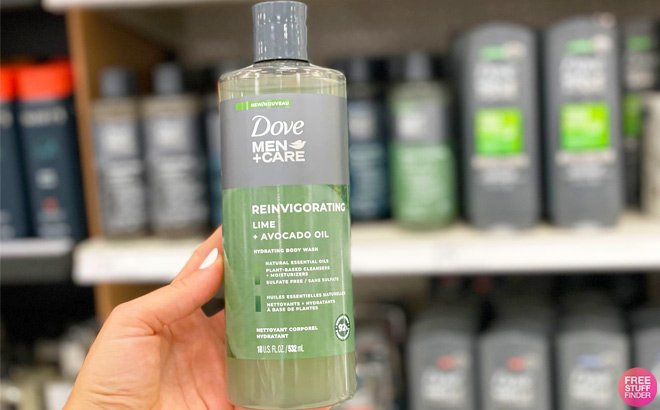 NEW/NOUVEAU
Dove
MEN
+CARE
REINVIGORATING
LIME
+ AVOCADO OIL
HYDRATING BODY WASH
NATURAL ESSENTIAL OILS
PLANT-BASED CLEANSERS
+ MOISTURIZERS
SULFATE FREE / SANS SULFATE
HUILES ESSENTIELLES NATURELLES
NETTOYANTS + HYDRATANTS
À BASE DE PLANTES
NETTOYANT CORPOREL
HYDRATANT
18 U.S. FL. OZ / 532 mL
FREE
STUFF
FINDER